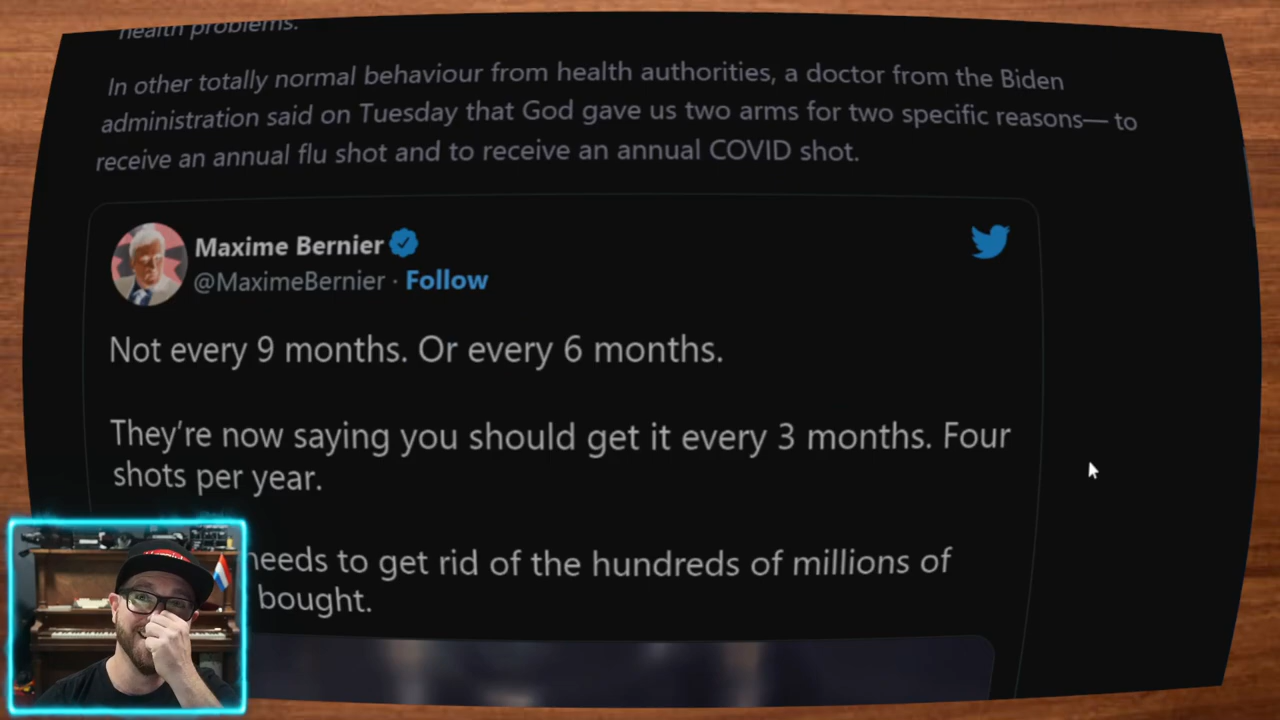 health problems.
In other totally normal behaviour from health authorities, a doctor from the Biden
administration said on Tuesday that God gave us two arms for two specific reasons— to
receive an annual flu shot and to receive an annual COVID shot.
Maxime Bernier
@MaximeBernier · Follow
Not every 9 months. Or every 6 months.
They're now saying you should get it every 3 months. Four
shots per year.
needs to get rid of the hundreds of millions of
bought.